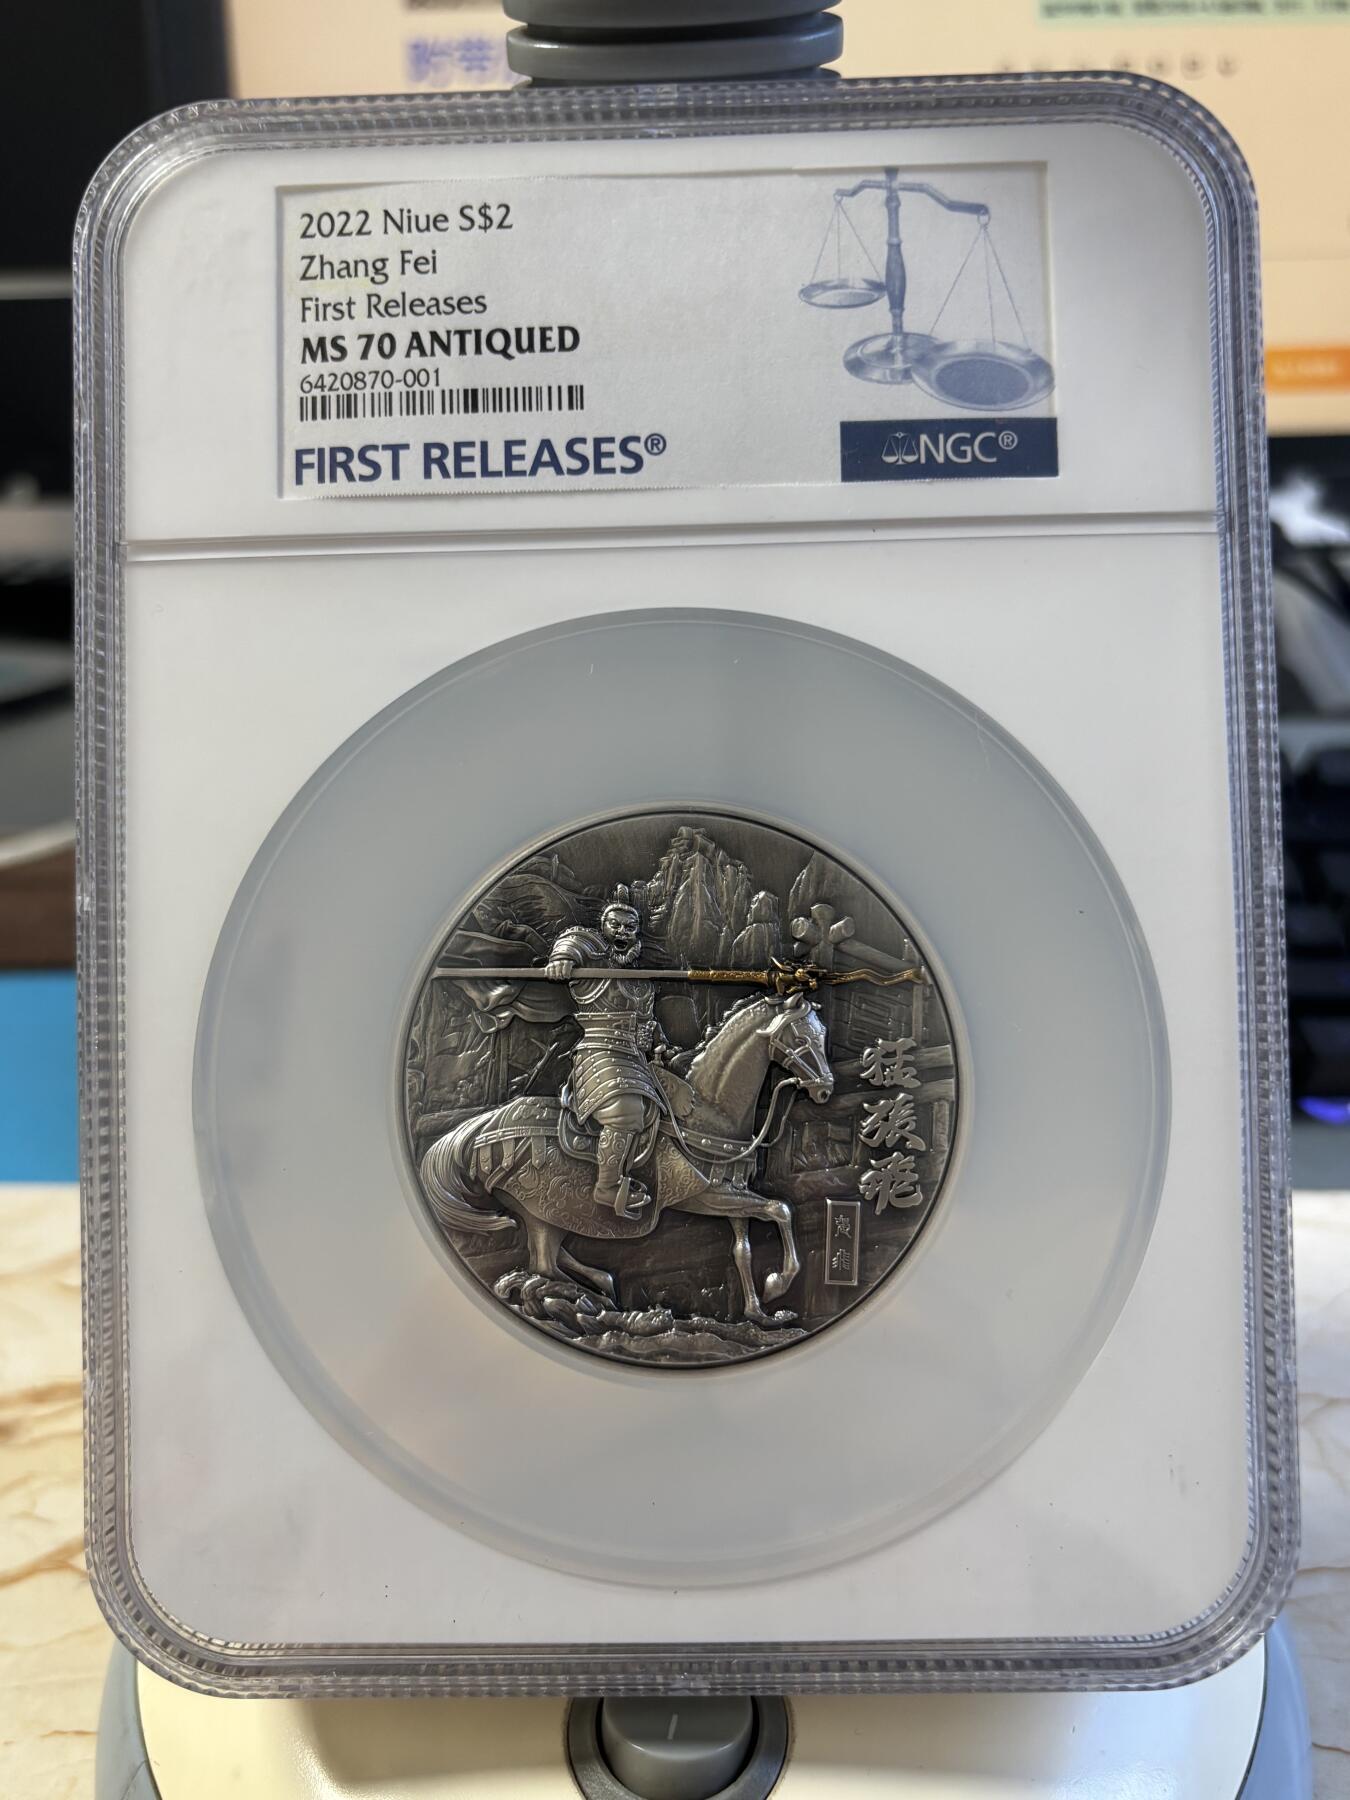 2022 Niue S$2
Zhang Fei
First Releases
MS 70 ANTIQUED
6420870-001
FIRST RELEASES®
NGC®
猛張飛